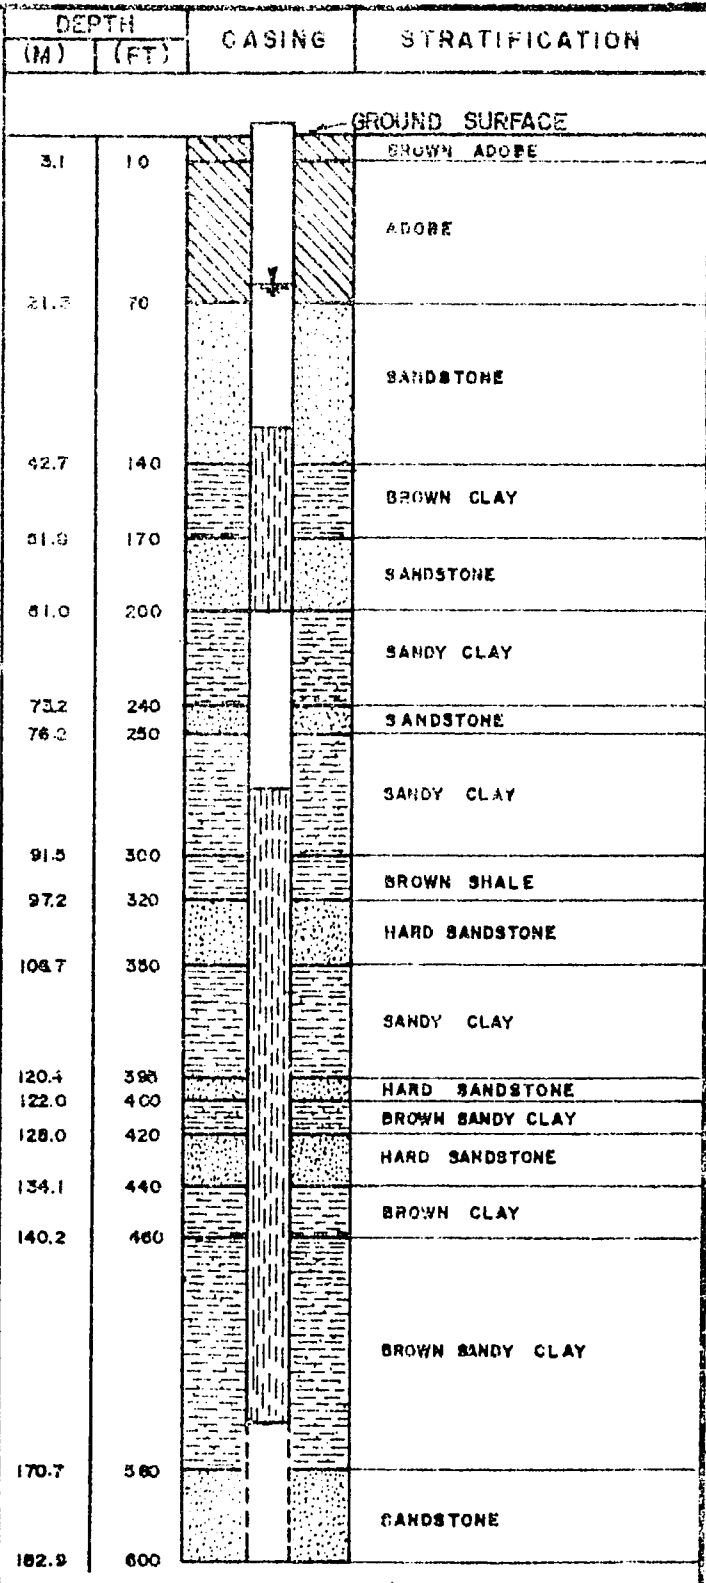 DEPTH
(M) (FT) CASING STRATIFICATION
GROUND SURFACE
BROWN ADOBE
3.1 10
ADOBE
21.3 70
SANDSTONE
42.7 140
BROWN CLAY
51.8 170
SANDSTONE
61.0 200
SANDY CLAY
73.2 240
SANDSTONE
76.2 250
SANDY CLAY
91.5 300
BROWN SHALE
97.2 320
HARD SANDSTONE
106.7 350
SANDY CLAY
120.4 395
HARD SANDSTONE
122.0 400
BROWN SANDY CLAY
128.0 420
HARD SANDSTONE
134.1 440
BROWN CLAY
140.2 460
BROWN SANDY CLAY
170.7 560
SANDSTONE
182.9 600